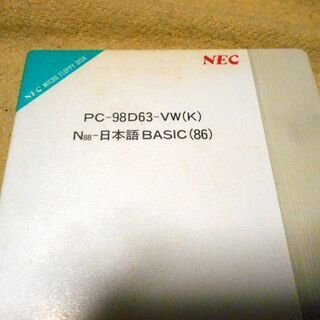 NEC MICRO FLOPPY DISK
NEC
PC-98D63-VW(K)
N88-日本語BASIC(86)